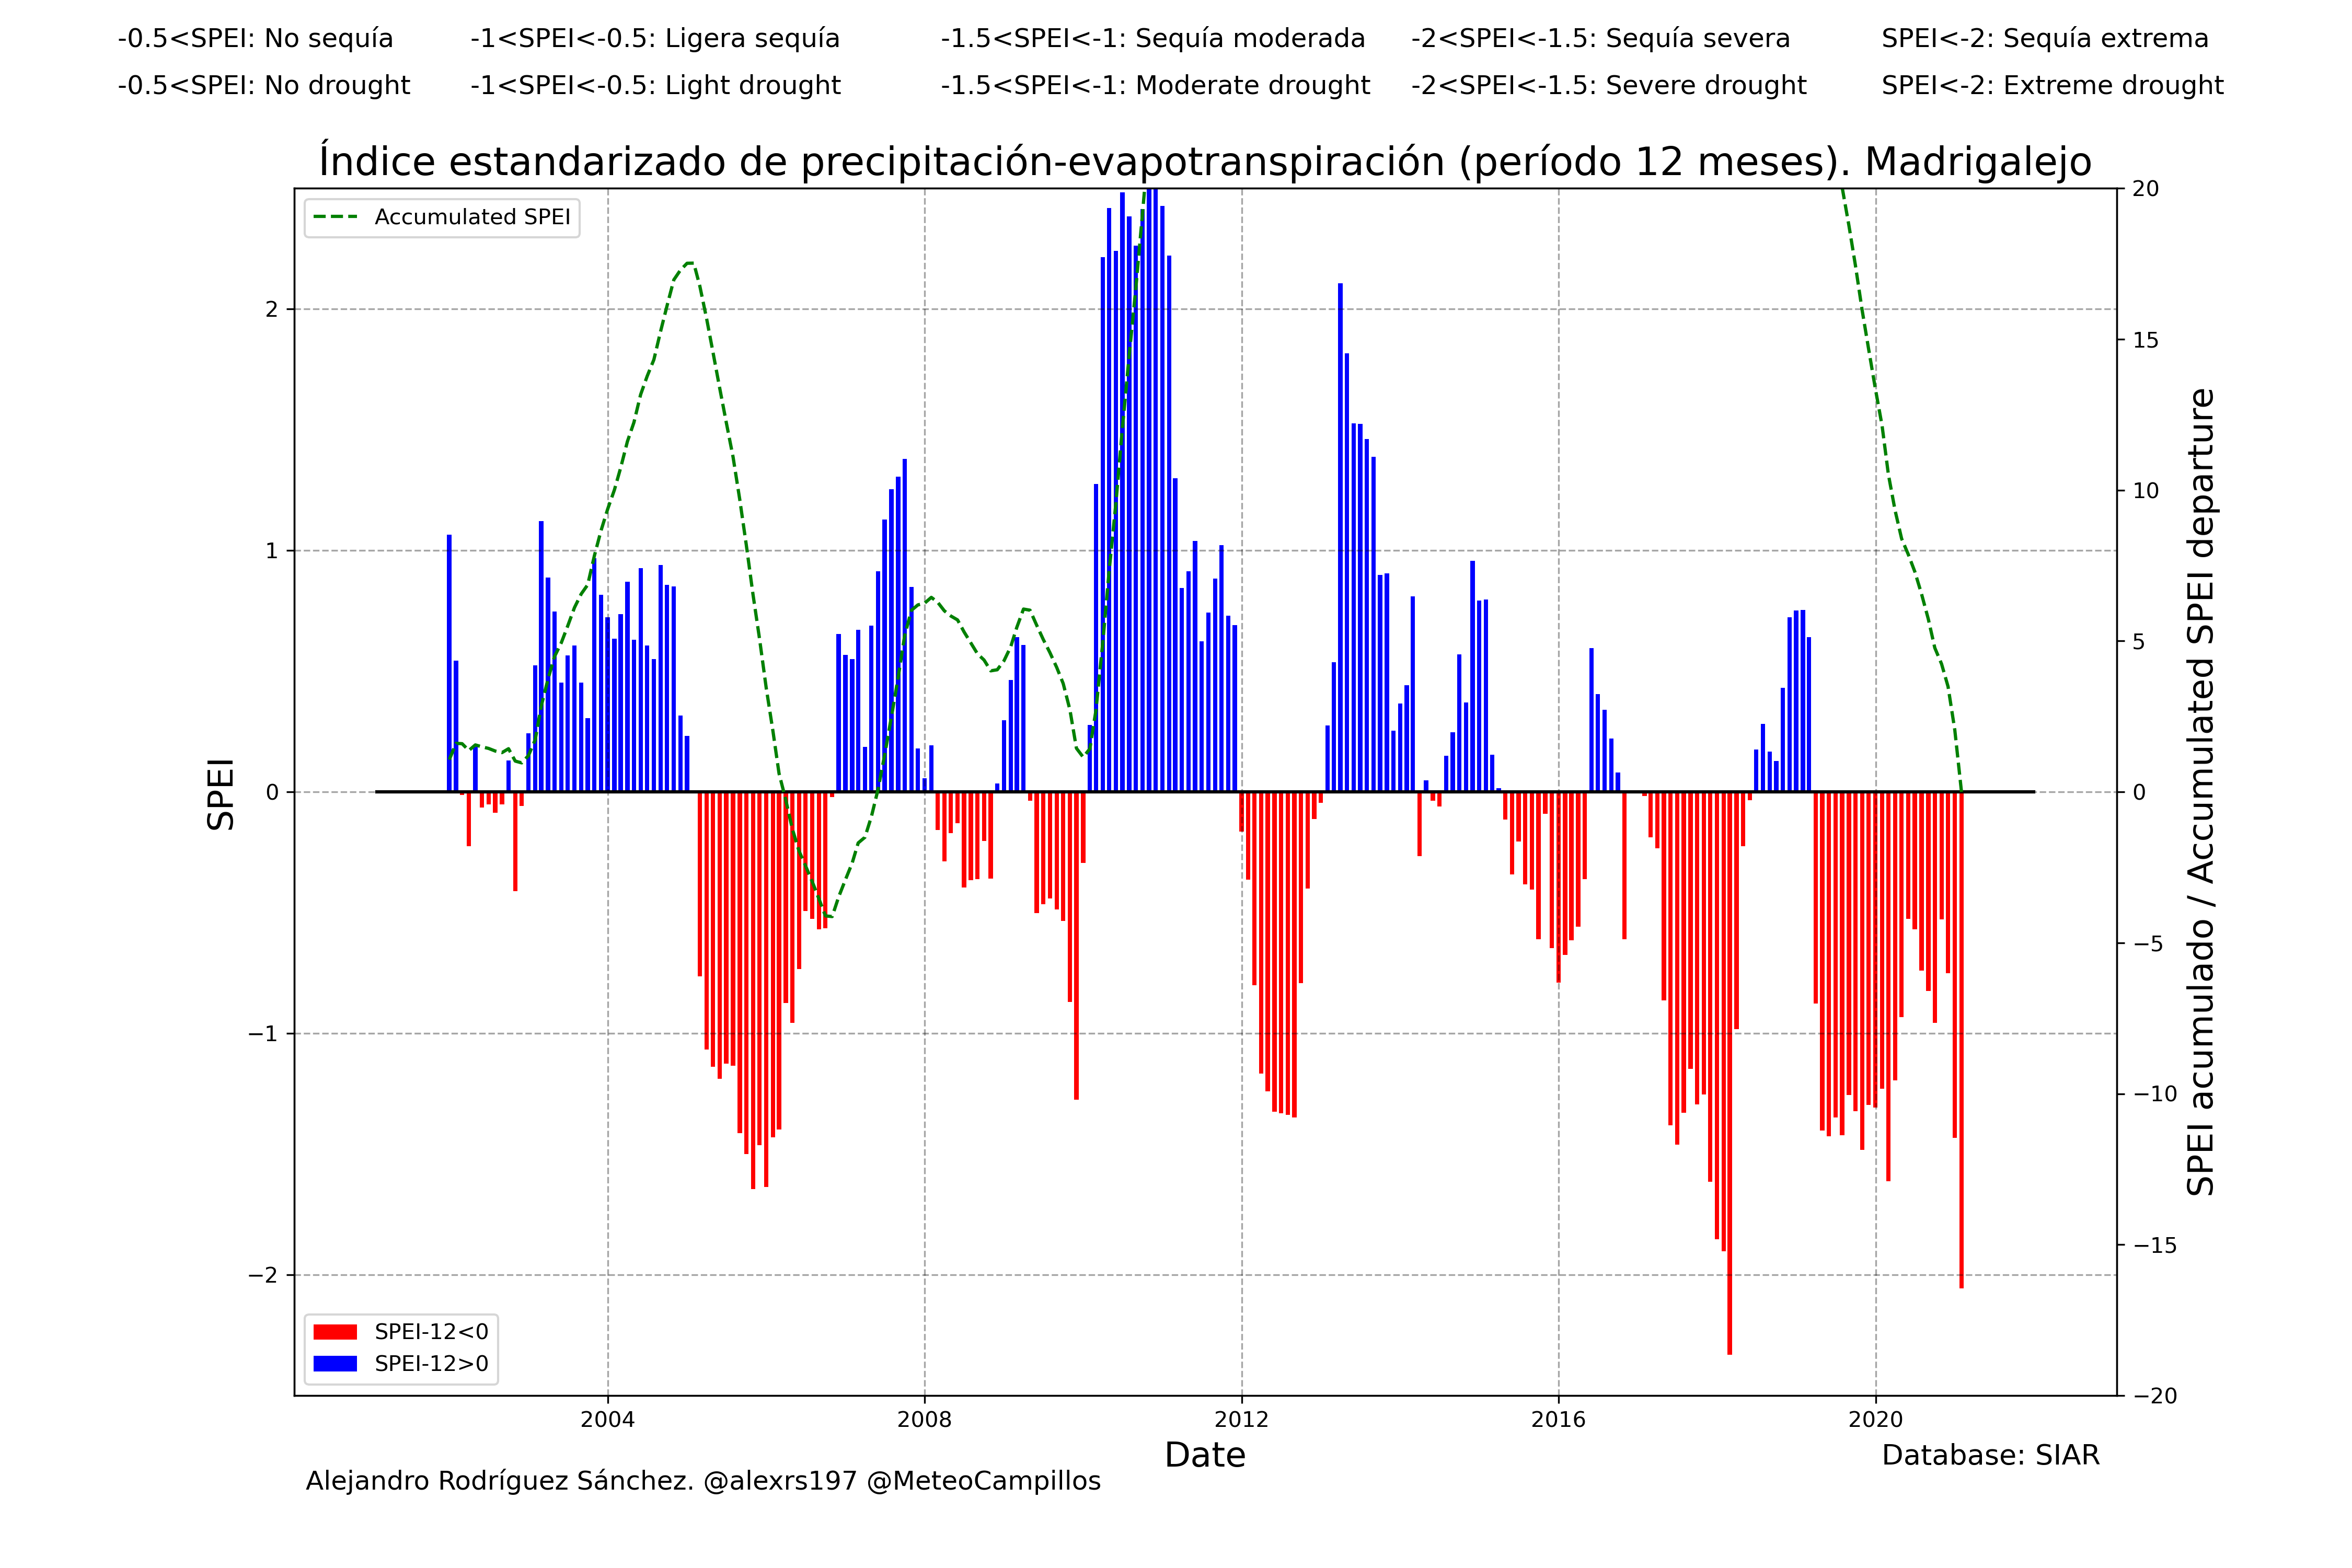 -0.5<SPEI: No sequía
-1<SPEI<-0.5: Ligera sequía
-1.5<SPEI<-1: Sequía moderada
-2<SPEI<-1.5: Sequía severa
SPEI<-2: Sequía extrema
-0.5<SPEI: No drought
-1<SPEI<-0.5: Light drought
-1.5<SPEI<-1: Moderate drought
-2<SPEI<-1.5: Severe drought
SPEI<-2: Extreme drought
Índice estandarizado de precipitación-evapotranspiración (período 12 meses). Madrigalejo
Accumulated SPEI
SPEI
2
1
0
−1
−2
20
15
10
5
0
−5
−10
−15
−20
SPEI acumulado / Accumulated SPEI departure
SPEI-12<0
SPEI-12>0
2004
2008
2012
2016
2020
Date
Database: SIAR
Alejandro Rodríguez Sánchez. @alexrs197 @MeteoCampillos